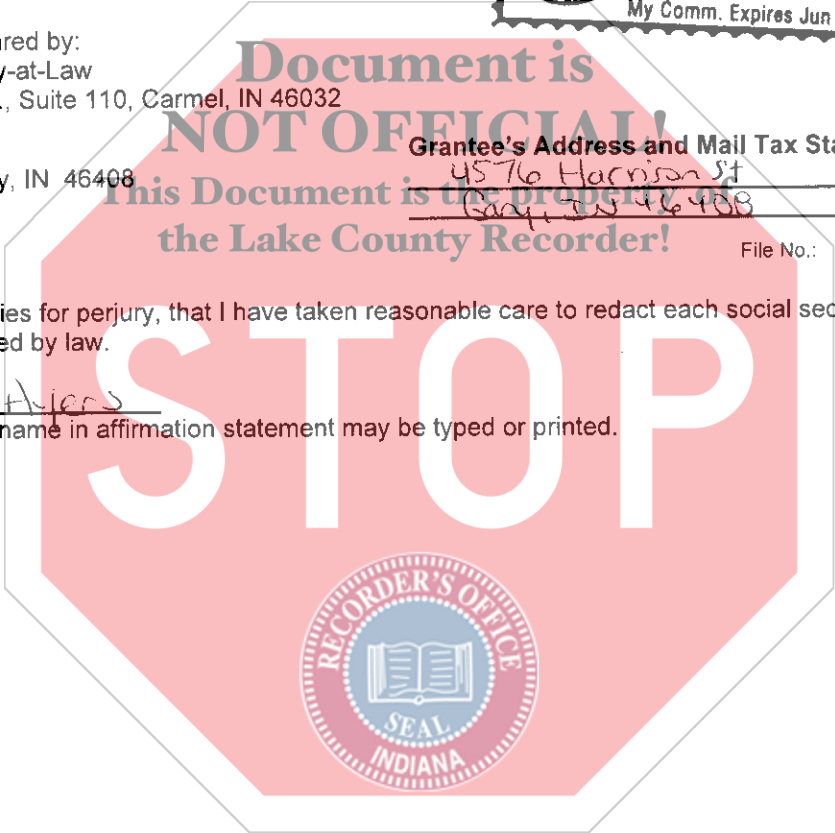 My Comm. Expires Jun
red by:
y-at-Law
., Suite 110, Carmel, IN 46032
Document is
NOT OFFICIAL!
This Document is the property of
the Lake County Recorder!
Grantee's Address and Mail Tax Sta
4576 Harrison St
Gary, IN 46408
y, IN 46408
File No.:
ies for perjury, that I have taken reasonable care to redact each social sec
ed by law.
name in affirmation statement may be typed or printed.
STOP
RECORDER'S OFFICE
SEAL
INDIANA